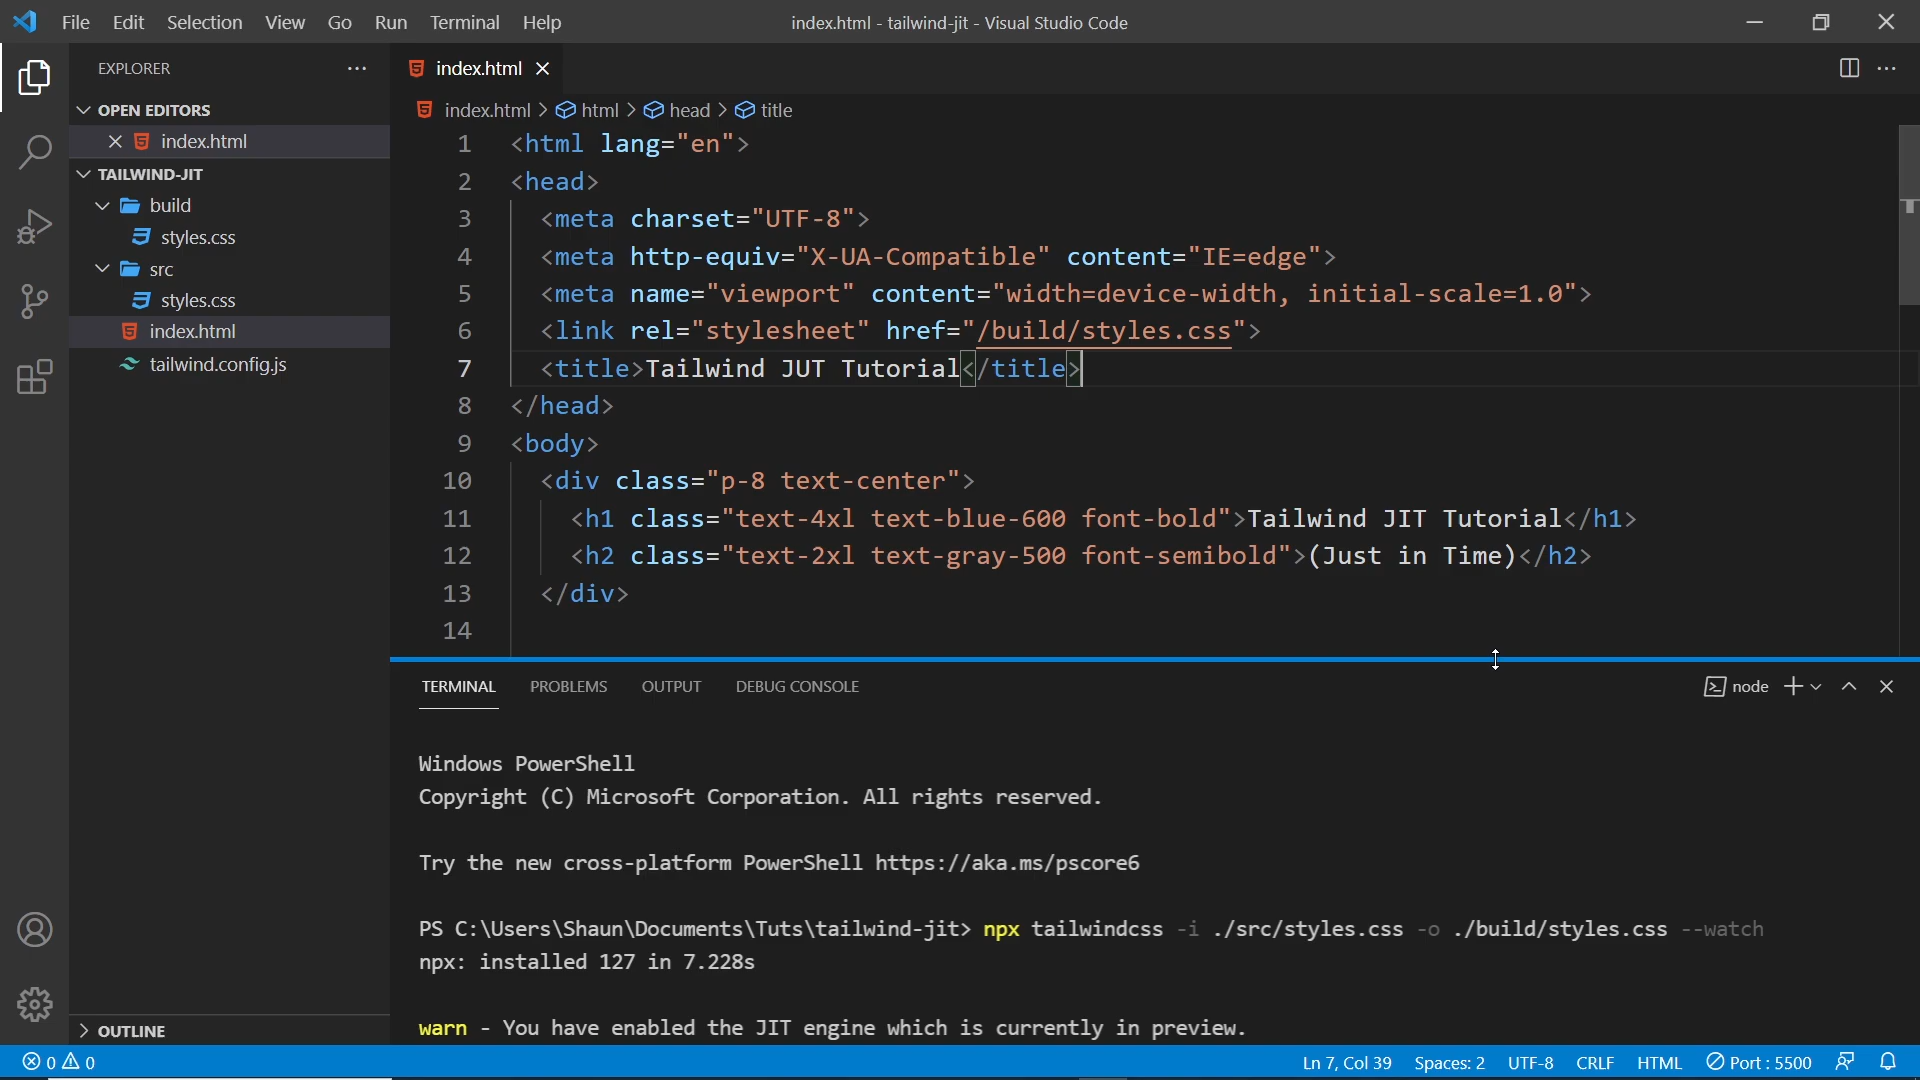 File Edit Selection View Go Run Terminal Help
index.html - tailwind-jit - Visual Studio Code
EXPLORER
OPEN EDITORS
index.html
TAILWIND-JIT
build
styles.css
src
styles.css
index.html
tailwind.config.js
OUTLINE
index.html
index.html > html > head > title
1 <html lang="en">
2 <head>
3 <meta charset="UTF-8">
4 <meta http-equiv="X-UA-Compatible" content="IE=edge">
5 <meta name="viewport" content="width=device-width, initial-scale=1.0">
6 <link rel="stylesheet" href="/build/styles.css">
7 <title>Tailwind JUT Tutorial</title>
8 </head>
9 <body>
10 <div class="p-8 text-center">
11 <h1 class="text-4xl text-blue-600 font-bold">Tailwind JIT Tutorial</h1>
12 <h2 class="text-2xl text-gray-500 font-semibold">(Just in Time)</h2>
13 </div>
14
TERMINAL PROBLEMS OUTPUT DEBUG CONSOLE
node
Windows PowerShell
Copyright (C) Microsoft Corporation. All rights reserved.
Try the new cross-platform PowerShell https://aka.ms/pscore6
PS C:\Users\Shaun\Documents\Tuts\tailwind-jit> npx tailwindcss -i ./src/styles.css -o ./build/styles.css --watch
npx: installed 127 in 7.228s
warn - You have enabled the JIT engine which is currently in preview.
0 0
Ln 7, Col 39 Spaces: 2 UTF-8 CRLF HTML Port : 5500